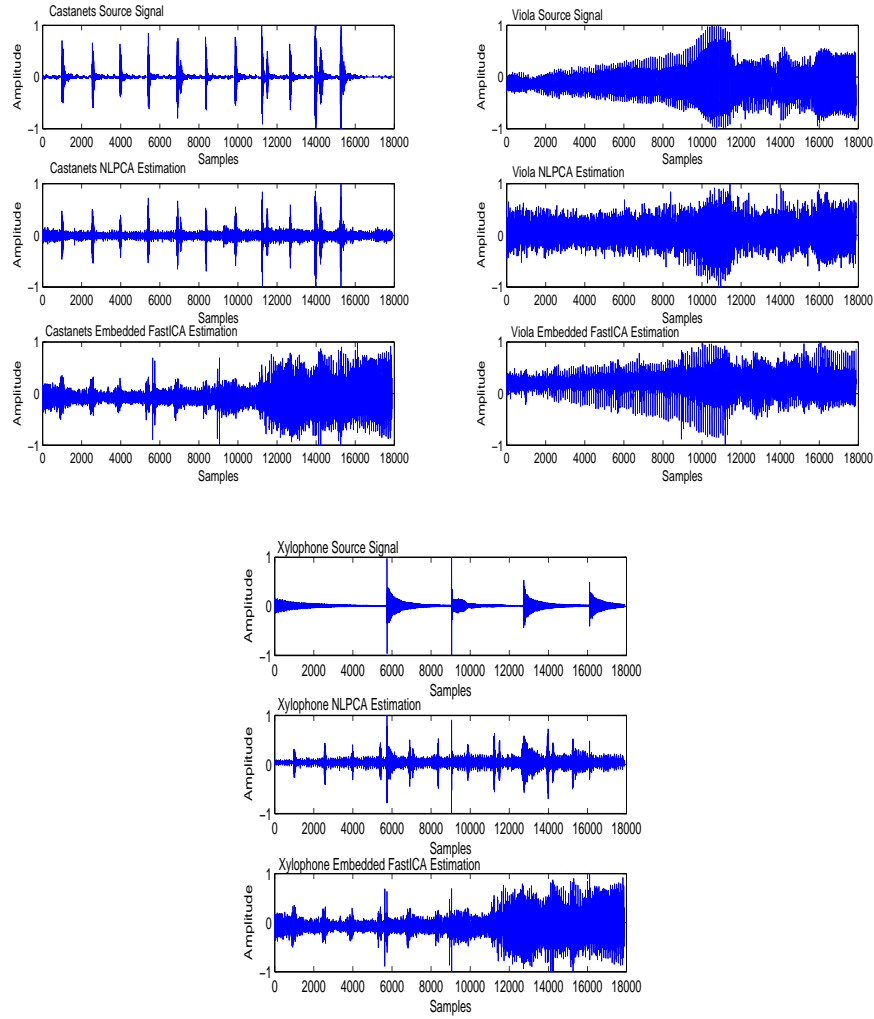 Castanets Source Signal
1
0
−1
Amplitude
0 2000 4000 6000 8000 10000 12000 14000 16000 18000
Samples
Castanets NLPCA Estimation
1
0
−1
Amplitude
0 2000 4000 6000 8000 10000 12000 14000 16000 18000
Samples
Castanets Embedded FastICA Estimation
1
0
−1
Amplitude
0 2000 4000 6000 8000 10000 12000 14000 16000 18000
Samples
Viola Source Signal
1
0
−1
Amplitude
0 2000 4000 6000 8000 10000 12000 14000 16000 18000
Samples
Viola NLPCA Estimation
1
0
−1
Amplitude
0 2000 4000 6000 8000 10000 12000 14000 16000 18000
Samples
Viola Embedded FastICA Estimation
1
0
−1
Amplitude
0 2000 4000 6000 8000 10000 12000 14000 16000 18000
Samples
Xylophone Source Signal
1
0
−1
Amplitude
0 2000 4000 6000 8000 10000 12000 14000 16000 18000
Samples
Xylophone NLPCA Estimation
1
0
−1
Amplitude
0 2000 4000 6000 8000 10000 12000 14000 16000 18000
Samples
Xylophone Embedded FastICA Estimation
1
0
−1
Amplitude
0 2000 4000 6000 8000 10000 12000 14000 16000 18000
Samples